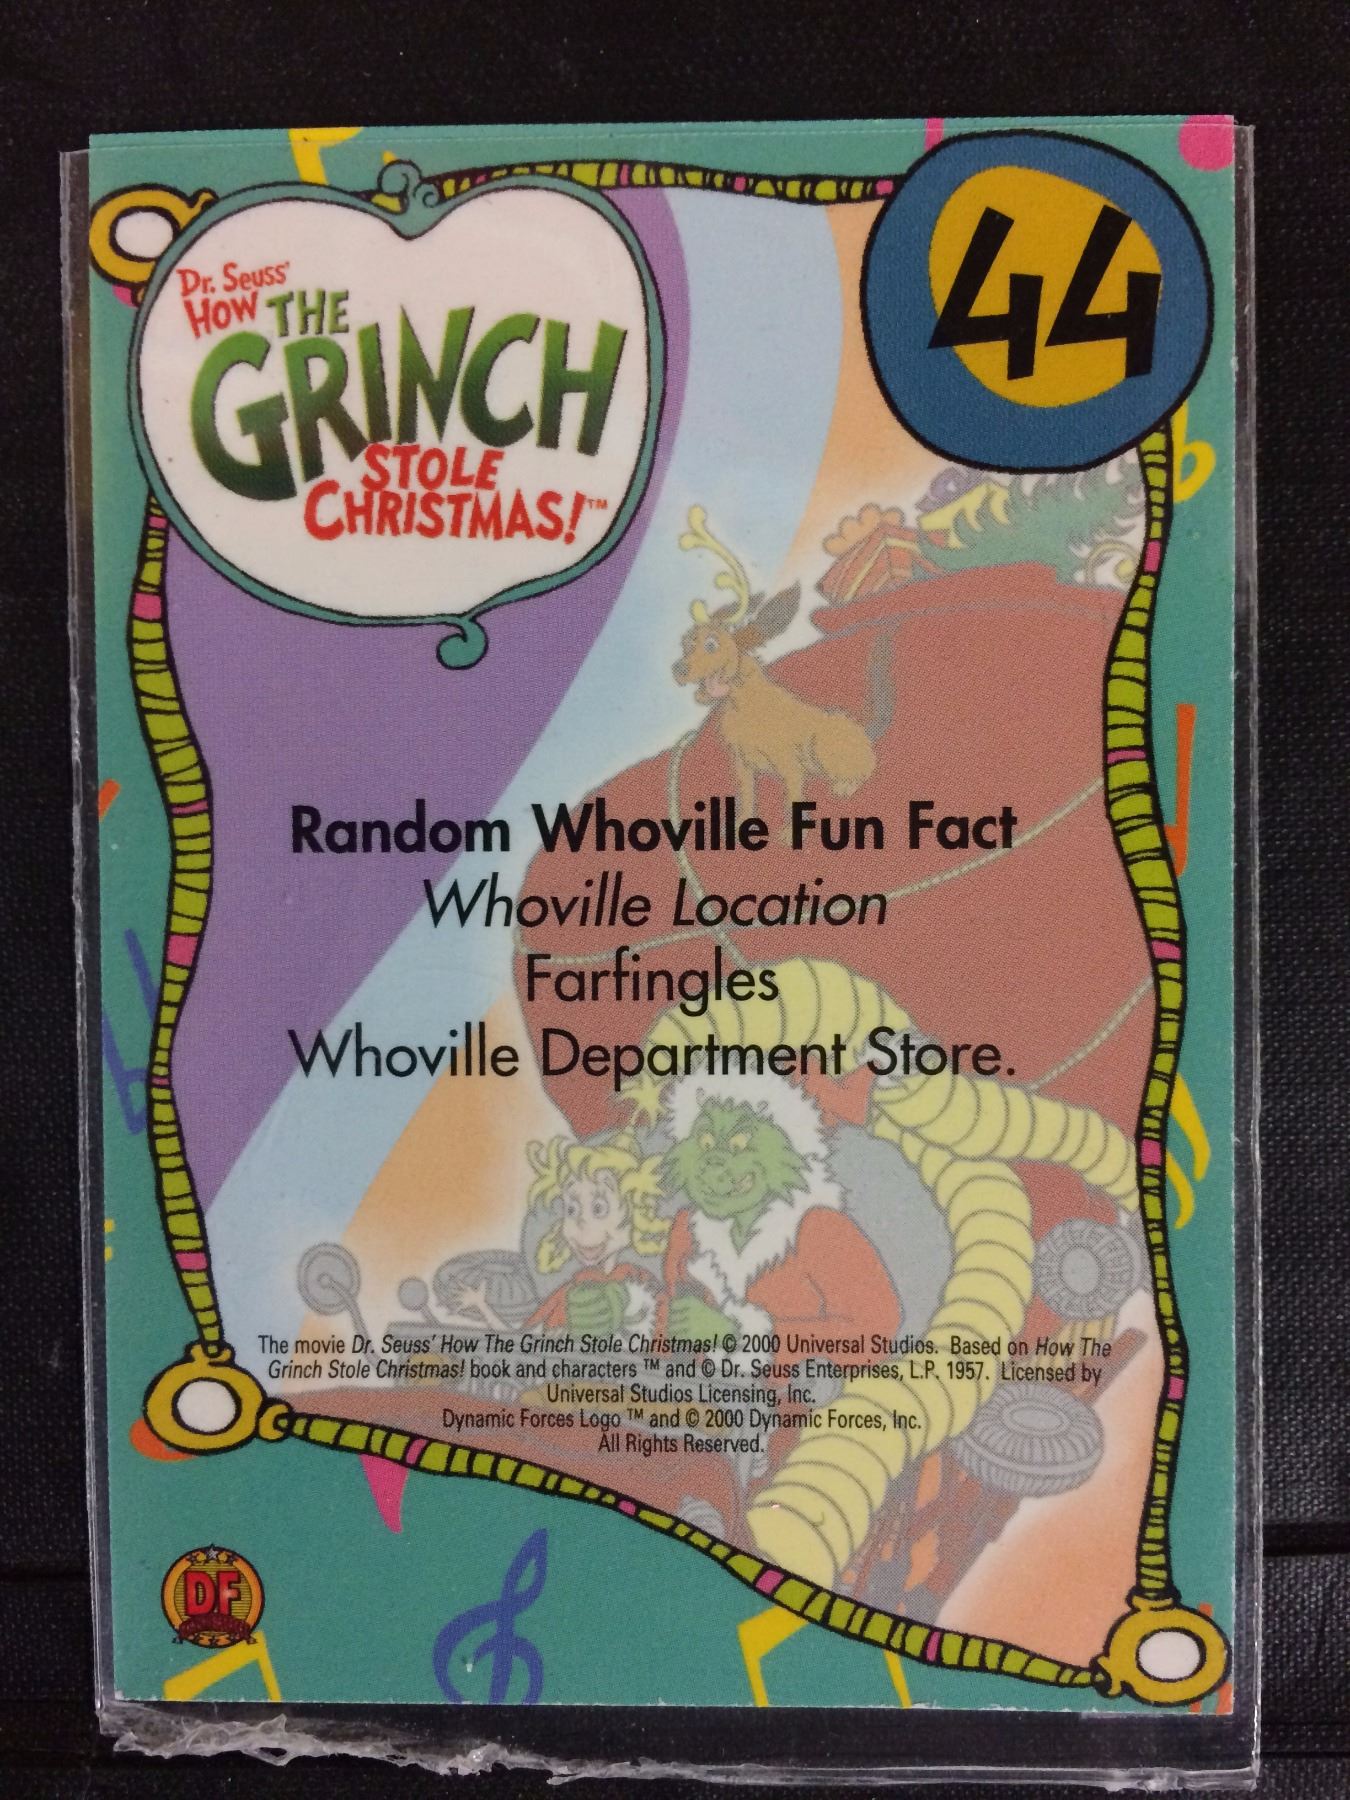 Dr. Seuss'
HOW THE
GRINCH
STOLE
CHRISTMAS!™
44
Random Whoville Fun Fact
Whoville Location
Farfingles
Whoville Department Store.
The movie Dr. Seuss' How The Grinch Stole Christmas! © 2000 Universal Studios. Based on How The
Grinch Stole Christmas! book and characters ™ and © Dr. Seuss Enterprises, L.P. 1957. Licensed by
Universal Studios Licensing, Inc.
Dynamic Forces Logo ™ and © 2000 Dynamic Forces, Inc.
All Rights Reserved.
DF